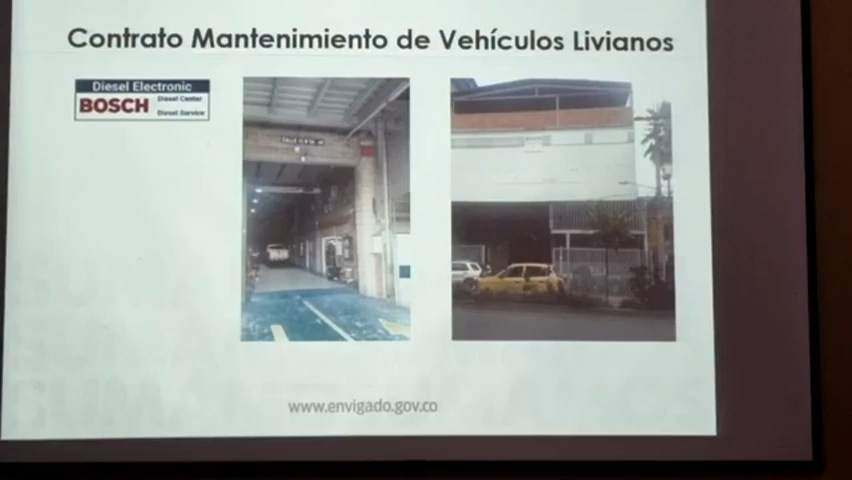 Contrato Mantenimiento de Vehículos Livianos
Diesel Electronic
BOSCH
Diesel Center
Diesel Service
www.envigado.gov.co